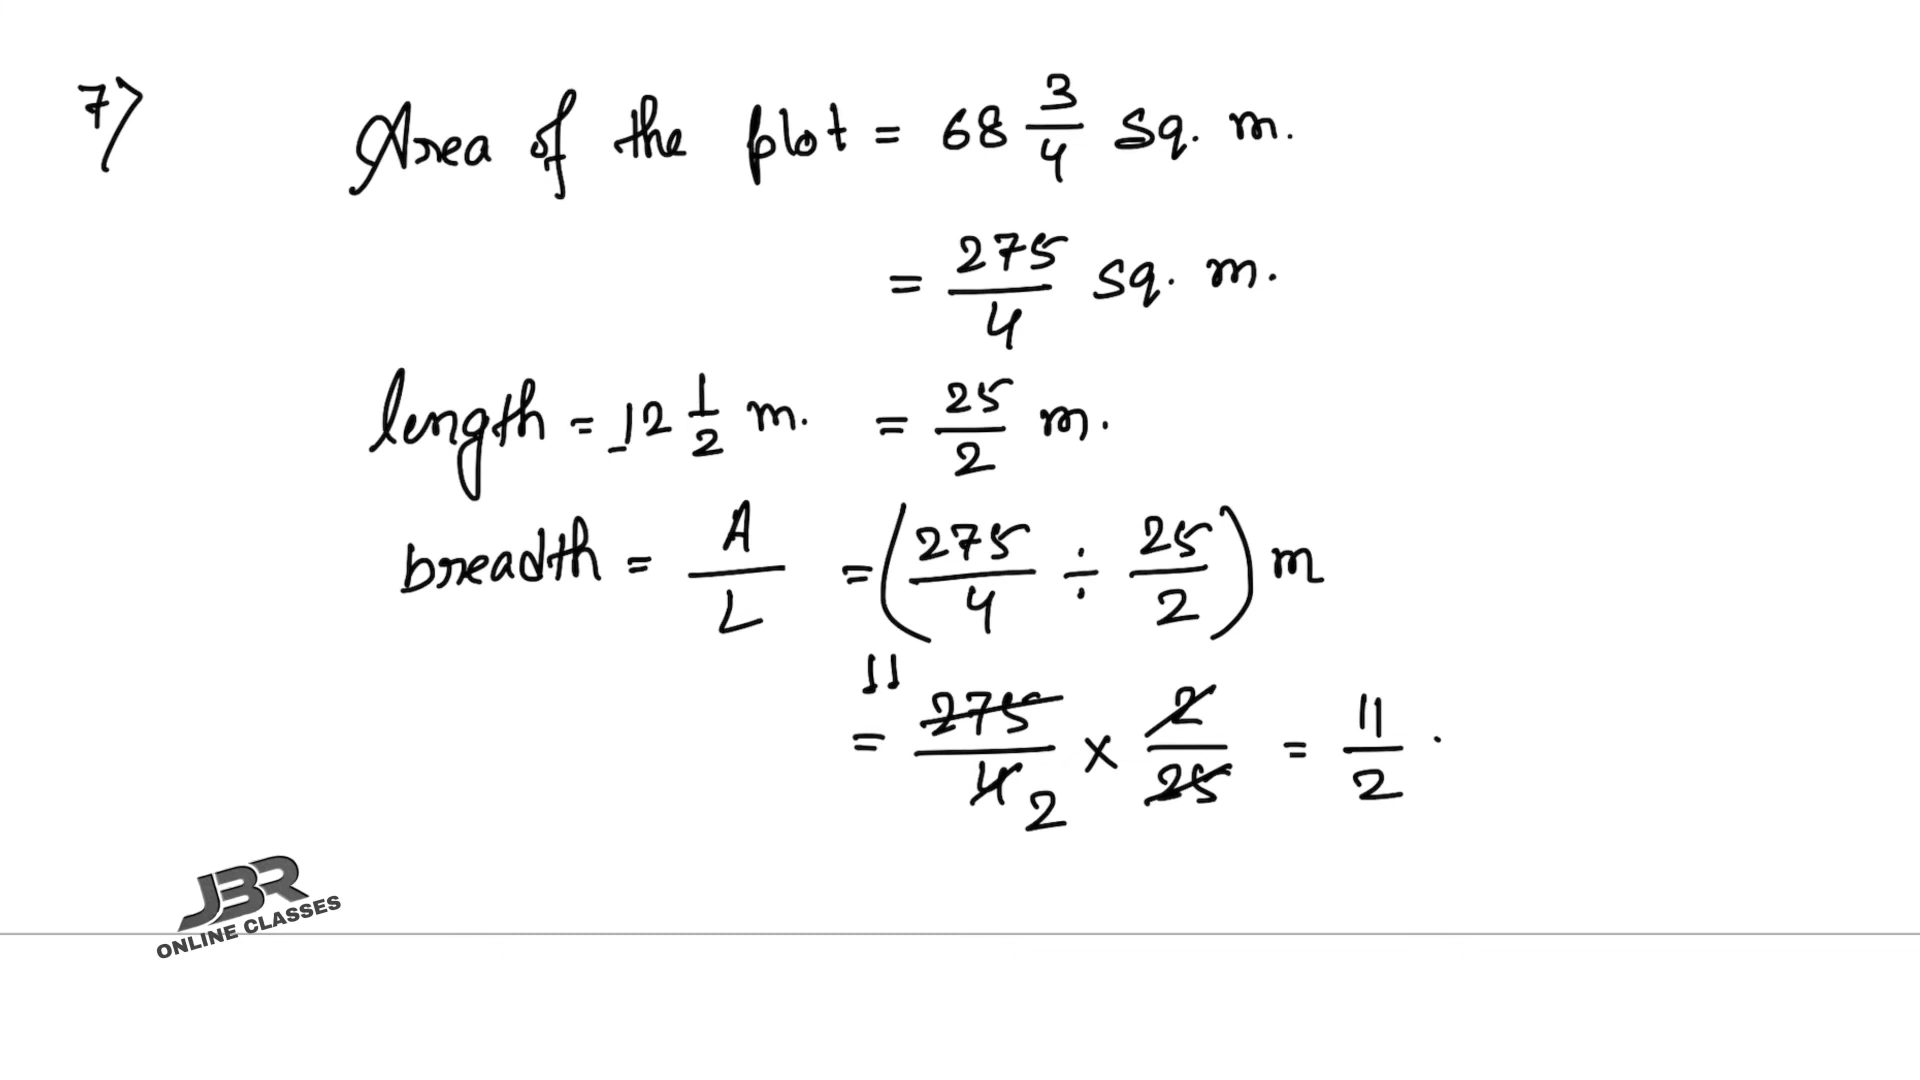 7) Area of the plot = 68 3/4 sq. m.
= 275/4 sq. m.
length = 12 1/2 m. = 25/2 m.
breadth = A/L = (275/4 ÷ 25/2) m
11
= 275/4 2 × 2/25 = 11/2 .
JBR
ONLINE CLASSES